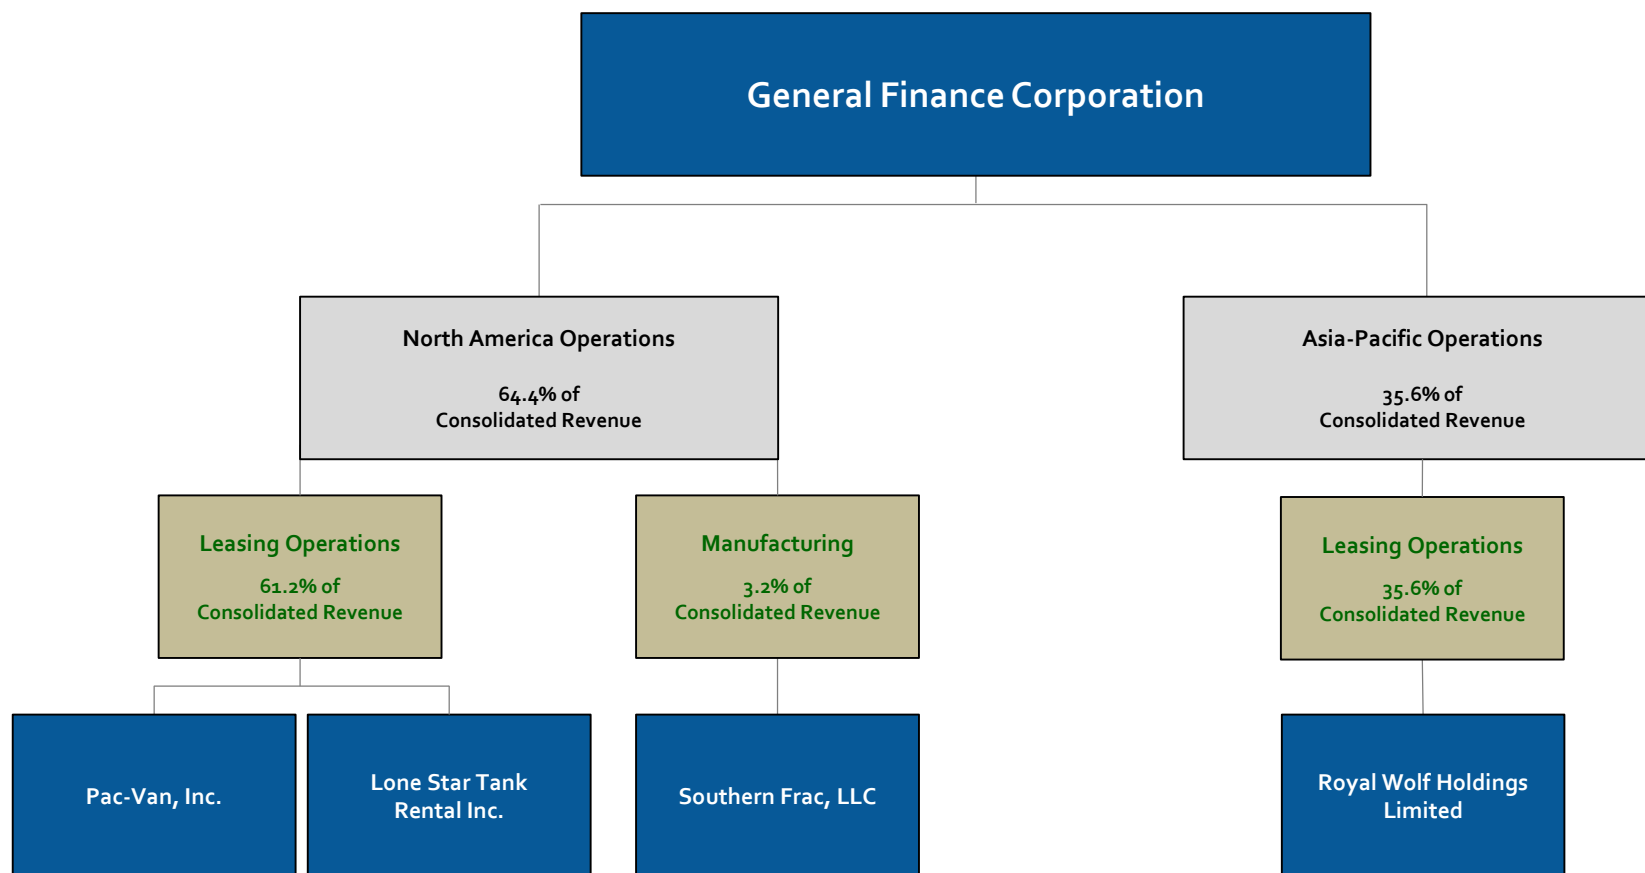 General Finance Corporation
North America Operations
64.4% of
Consolidated Revenue
Asia-Pacific Operations
35.6% of
Consolidated Revenue
Leasing Operations
61.2% of
Consolidated Revenue
Manufacturing
3.2% of
Consolidated Revenue
Leasing Operations
35.6% of
Consolidated Revenue
Pac-Van, Inc.
Lone Star Tank
Rental Inc.
Southern Frac, LLC
Royal Wolf Holdings
Limited